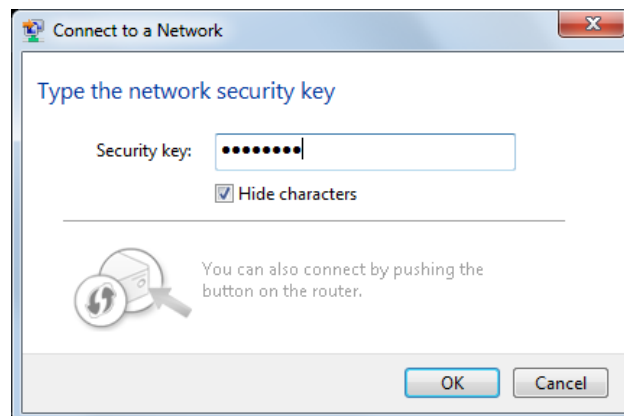 Connect to a Network
Type the network security key
Security key: ••••••••
Hide characters
You can also connect by pushing the
button on the router.
OK Cancel